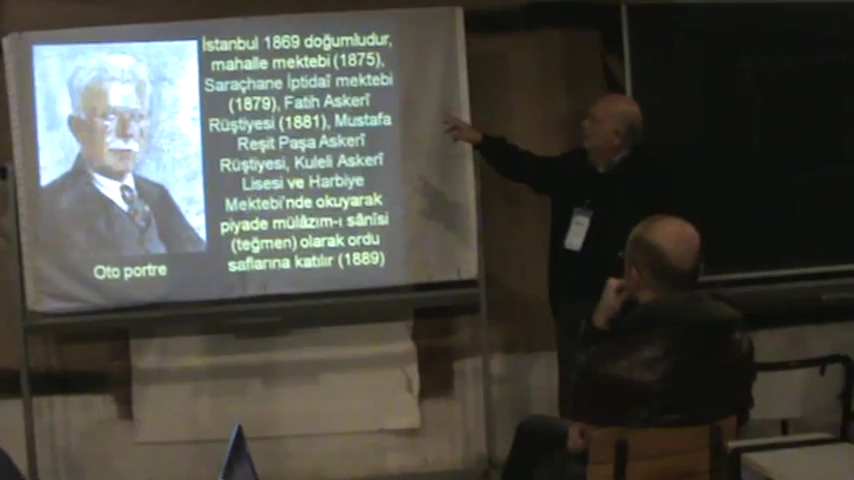 İstanbul 1869 doğumludur,
mahalle mektebi (1875),
Saraçhane İptidaî mektebi
(1879), Fatih Askerî
Rüştiyesi (1881), Mustafa
Reşit Paşa Askerî
Rüştiyesi, Kuleli Askerî
Lisesi ve Harbiye
Mektebi'nde okuyarak
piyade mülâzım-ı sânîsi
(teğmen) olarak ordu
saflarına katılır (1889)
Oto portre